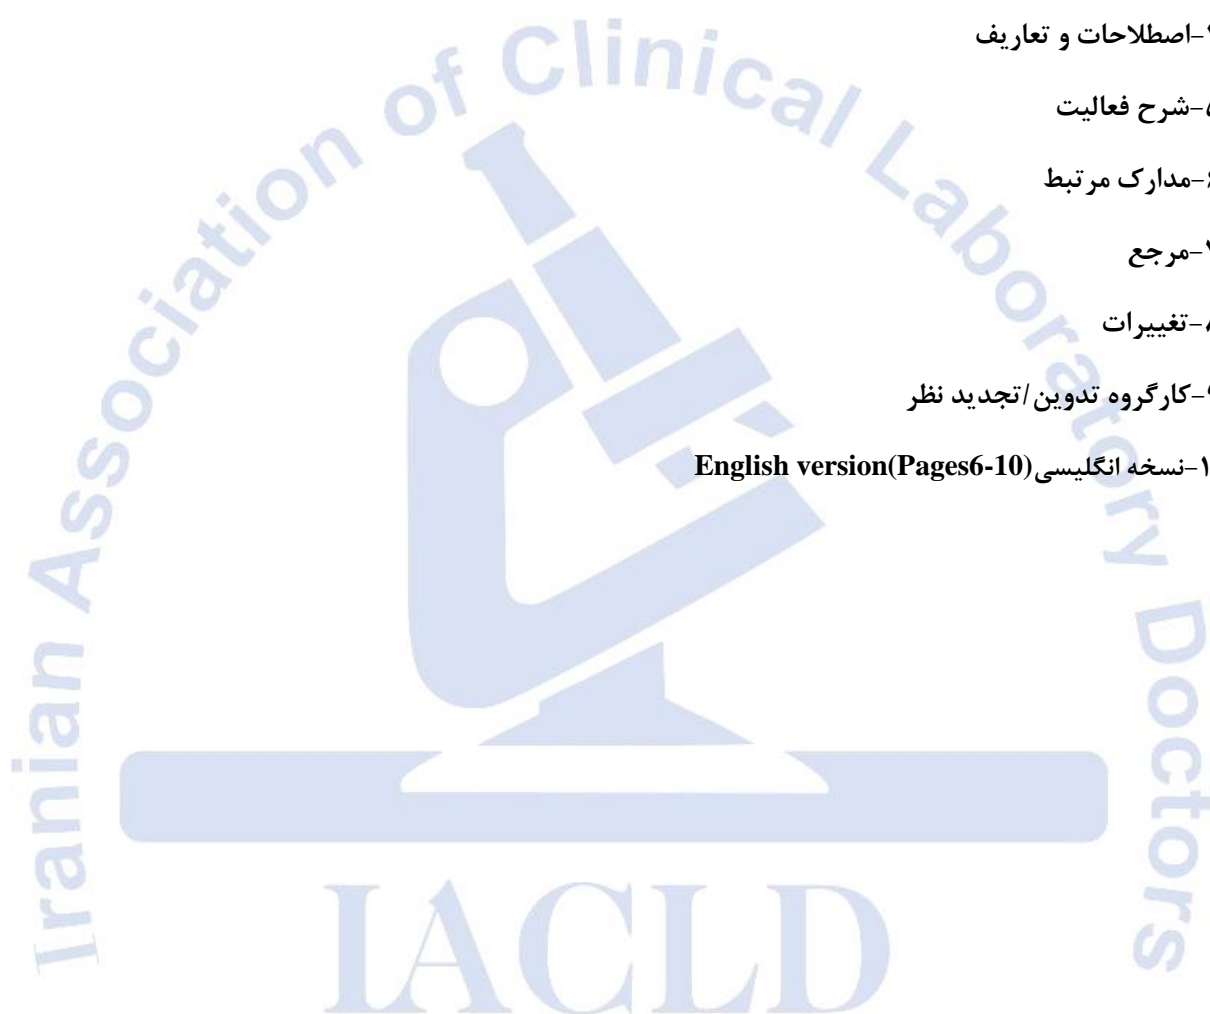 -اصطلاحات و تعاریف
-شرح فعالیت
-مدارک مرتبط
-مرجع
-تغییرات
-کارگروه تدوین/تجدید نظر
-نسخه انگلیسی(English version(Pages6-10
Iranian Association of Clinical Laboratory Doctors
IACLD